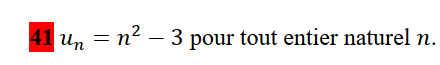 41 uₙ = n² − 3 pour tout entier naturel n.